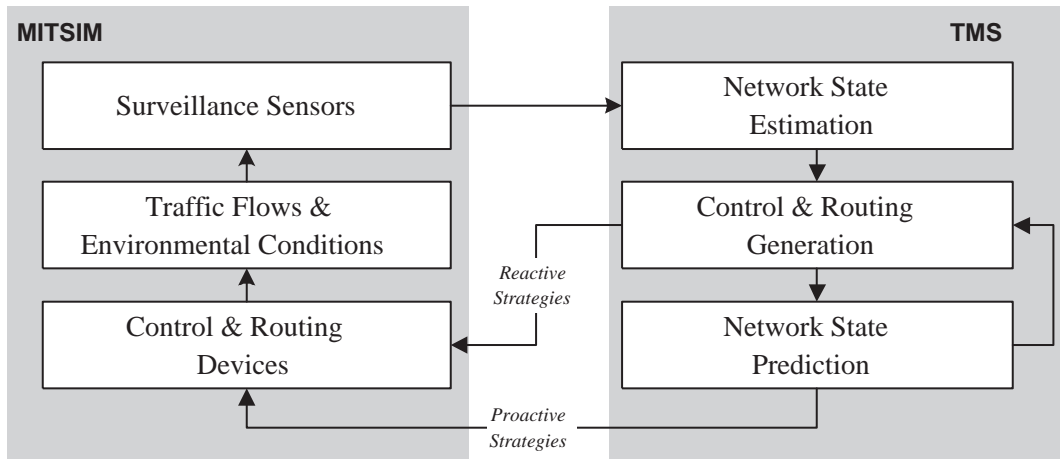 MITSIM
TMS
Surveillance Sensors
Network State
Estimation
Traffic Flows &
Environmental Conditions
Control & Routing
Generation
Reactive
Strategies
Control & Routing
Devices
Network State
Prediction
Proactive
Strategies